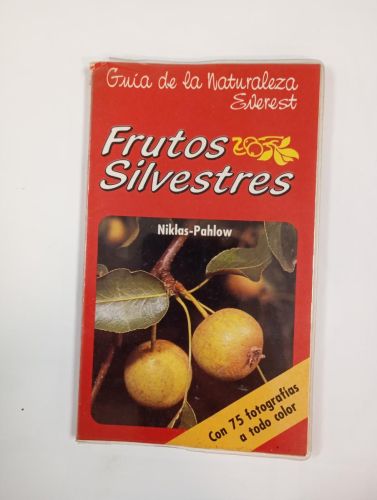 Guía de la Naturaleza
Everest
Frutos
Silvestres
Niklas-Pahlow
Con 75 fotografías
a todo color